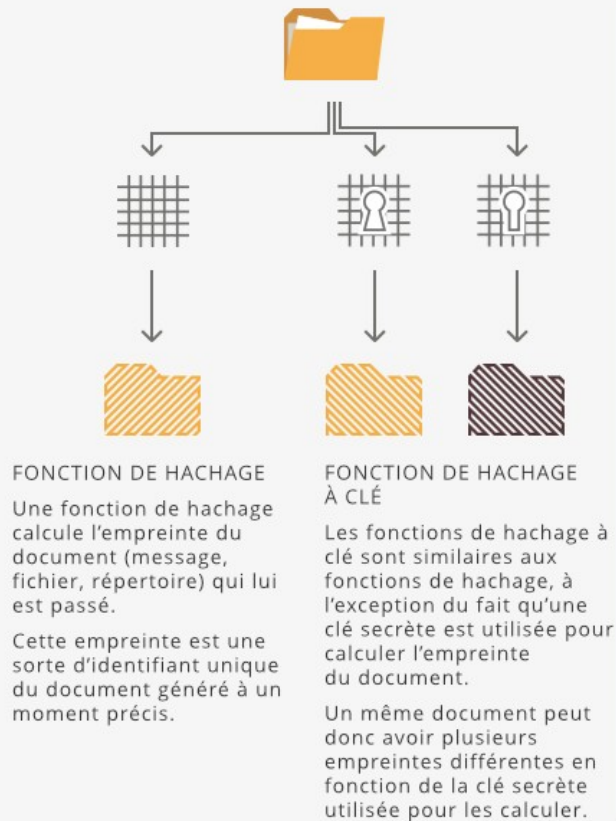 FONCTION DE HACHAGE
Une fonction de hachage
calcule l’empreinte du
document (message,
fichier, répertoire) qui lui
est passé.
Cette empreinte est une
sorte d’identifiant unique
du document généré à un
moment précis.
FONCTION DE HACHAGE
À CLÉ
Les fonctions de hachage à
clé sont similaires aux
fonctions de hachage, à
l’exception du fait qu’une
clé secrète est utilisée pour
calculer l’empreinte
du document.
Un même document peut
donc avoir plusieurs
empreintes différentes en
fonction de la clé secrète
utilisée pour les calculer.